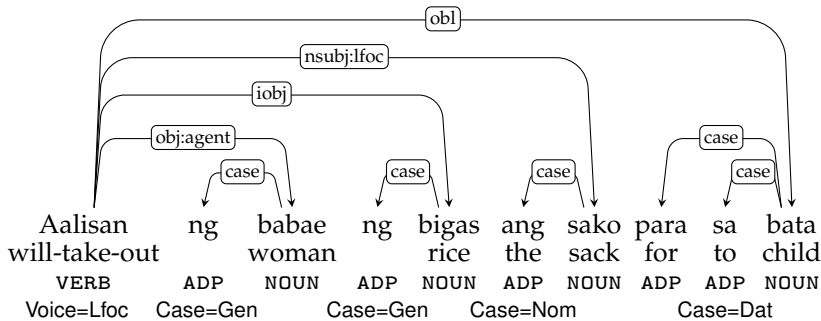 obl
nsubj:lfoc
iobj
obj:agent case
case case case case
Aalisan ng babae ng bigas ang sako para sa bata
will-take-out woman rice the sack for to child
VERB ADP NOUN ADP NOUN ADP NOUN ADP ADP NOUN
Voice=Lfoc Case=Gen Case=Gen Case=Nom Case=Dat